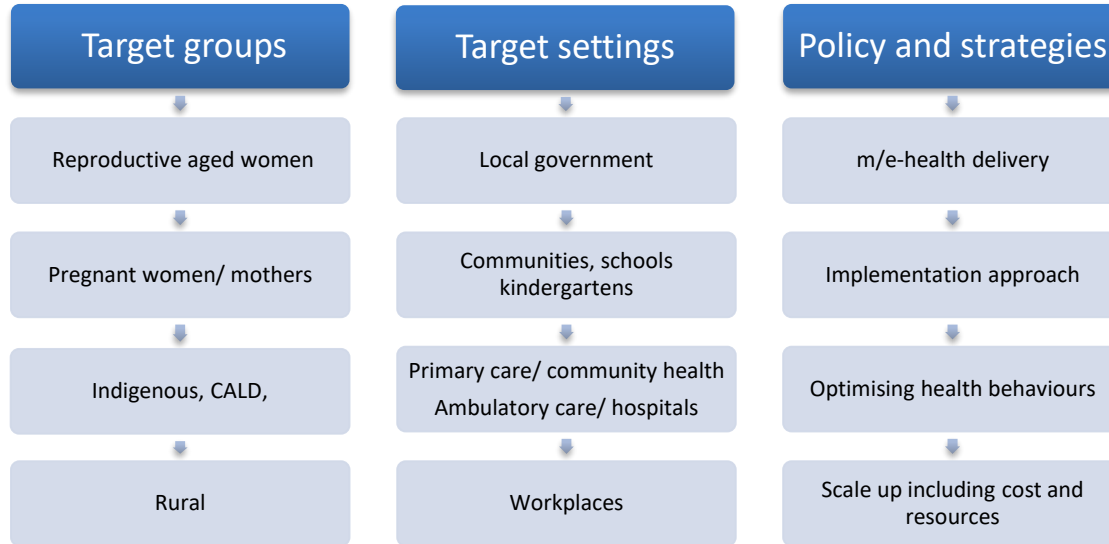 Target groups
Reproductive aged women
Pregnant women/ mothers
Indigenous, CALD,
Rural
Target settings
Local government
Communities, schools
kindergartens
Primary care/ community health
Ambulatory care/ hospitals
Workplaces
Policy and strategies
m/e-health delivery
Implementation approach
Optimising health behaviours
Scale up including cost and
resources